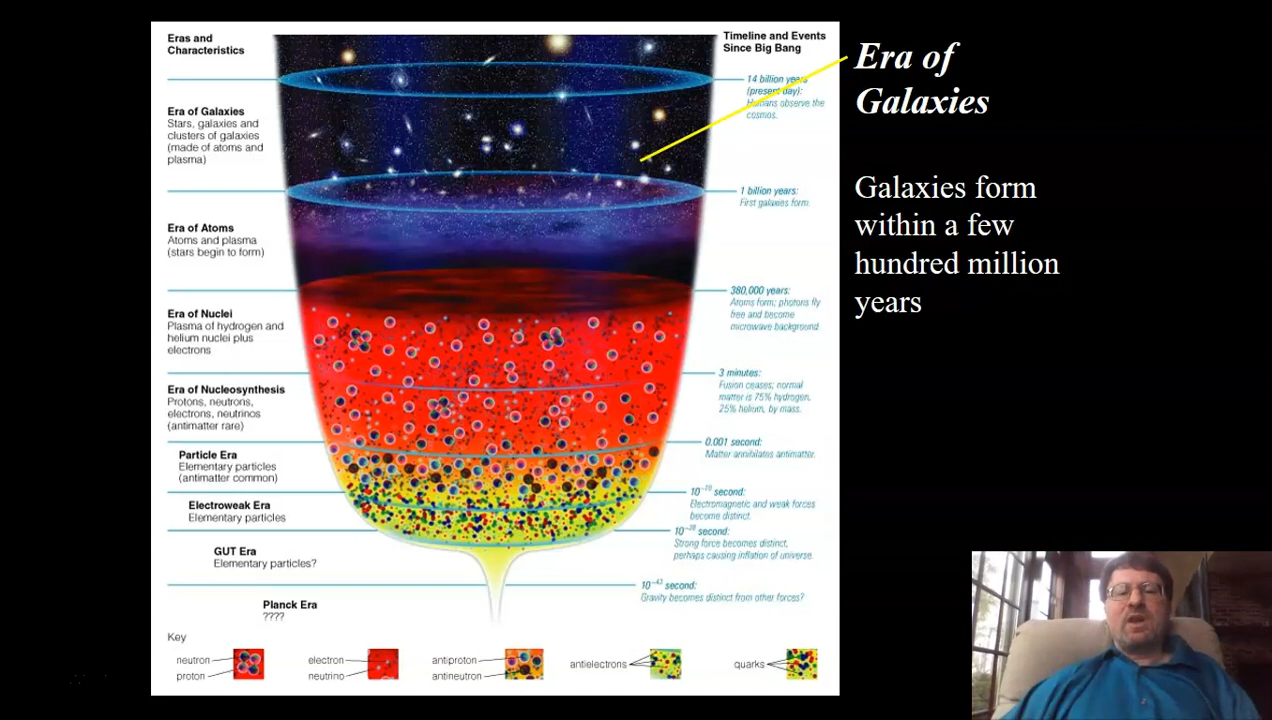 Eras and
Characteristics
Timeline and Events
Since Big Bang
Era of
Galaxies
Galaxies form
within a few
hundred million
years
14 billion years
(present day):
Humans observe the
cosmos.
Era of Galaxies
Stars, galaxies and
clusters of galaxies
(made of atoms and
plasma)
1 billion years:
First galaxies form.
Era of Atoms
Atoms and plasma
(stars begin to form)
380,000 years:
Atoms form; photons fly
free and become
microwave background
Era of Nuclei
Plasma of hydrogen and
helium nuclei plus
electrons
3 minutes:
Fusion ceases; normal
matter is 75% hydrogen,
25% helium, by mass.
Era of Nucleosynthesis
Protons, neutrons,
electrons, neutrinos
(antimatter rare)
0.001 second:
Matter annihilates antimatter.
Particle Era
Elementary particles
(antimatter common)
10⁻¹⁰ second:
Electromagnetic and weak forces
become distinct.
Electroweak Era
Elementary particles
10⁻³⁸ second:
Strong force becomes distinct,
perhaps causing inflation of universe.
GUT Era
Elementary particles?
10⁻⁴³ second:
Gravity becomes distinct from other forces?
Planck Era
????
Key
neutron
proton
electron
neutrino
antiproton
antineutron
antielectrons
quarks